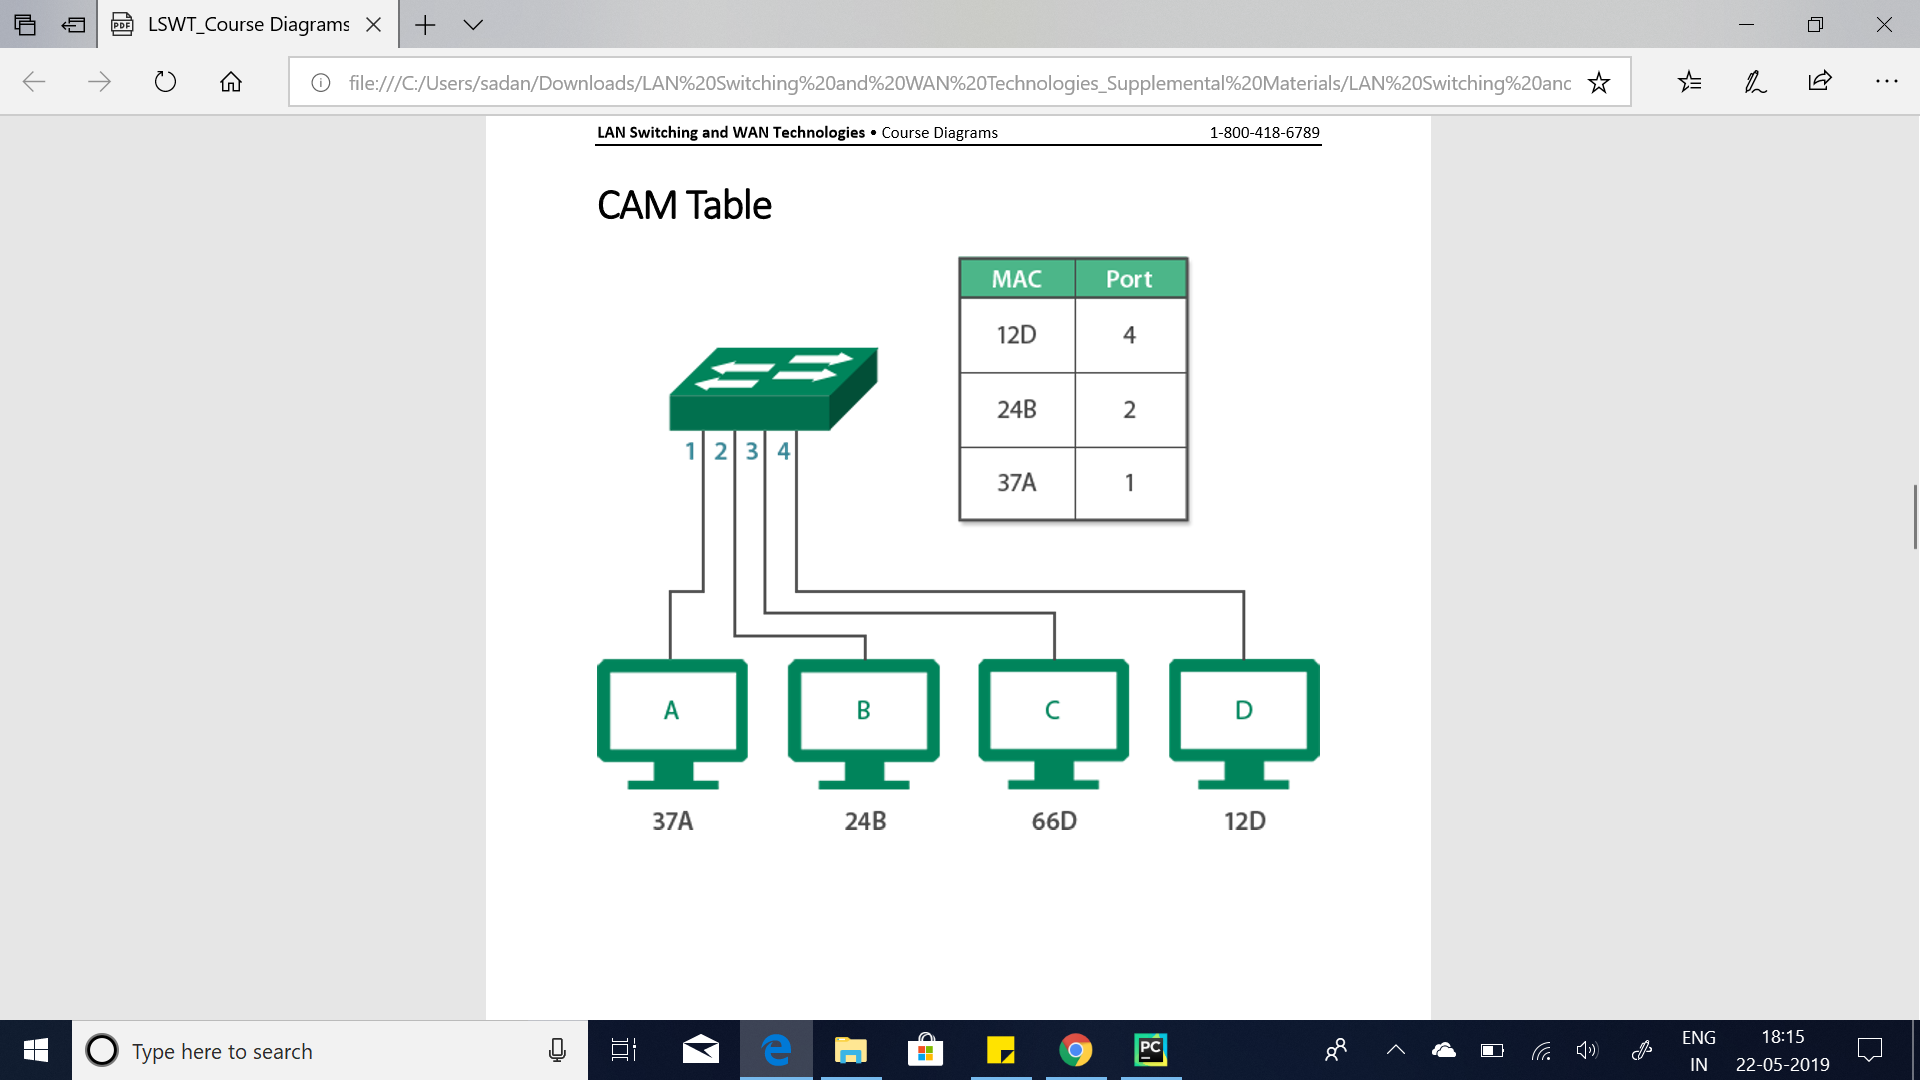 LSWT_Course Diagrams
file:///C:/Users/sadan/Downloads/LAN%20Switching%20and%20WAN%20Technologies_Supplemental%20Materials/LAN%20Switching%20anc
LAN Switching and WAN Technologies • Course Diagrams 1-800-418-6789
CAM Table
MAC Port
12D 4
24B 2
37A 1
1 2 3 4
A B C D
37A 24B 66D 12D
Type here to search
PC
ENG
IN
18:15
22-05-2019